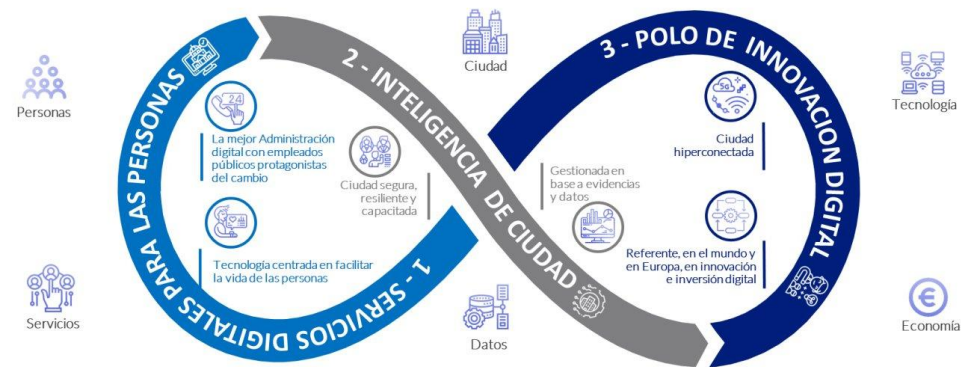 Personas
Servicios
1 - SERVICIOS DIGITALES PARA LAS PERSONAS
24
La mejor Administración
digital con empleados
públicos protagonistas
del cambio
Tecnología centrada en facilitar
la vida de las personas
2 - INTELIGENCIA DE CIUDAD
Ciudad segura,
resiliente y
capacitada
Gestionada en
base a evidencias
y datos
Ciudad
Datos
3 - POLO DE INNOVACION DIGITAL
5G
Ciudad
hiperconectada
Referente, en el mundo y
en Europa, en innovación
e inversión digital
Tecnología
€
Economía